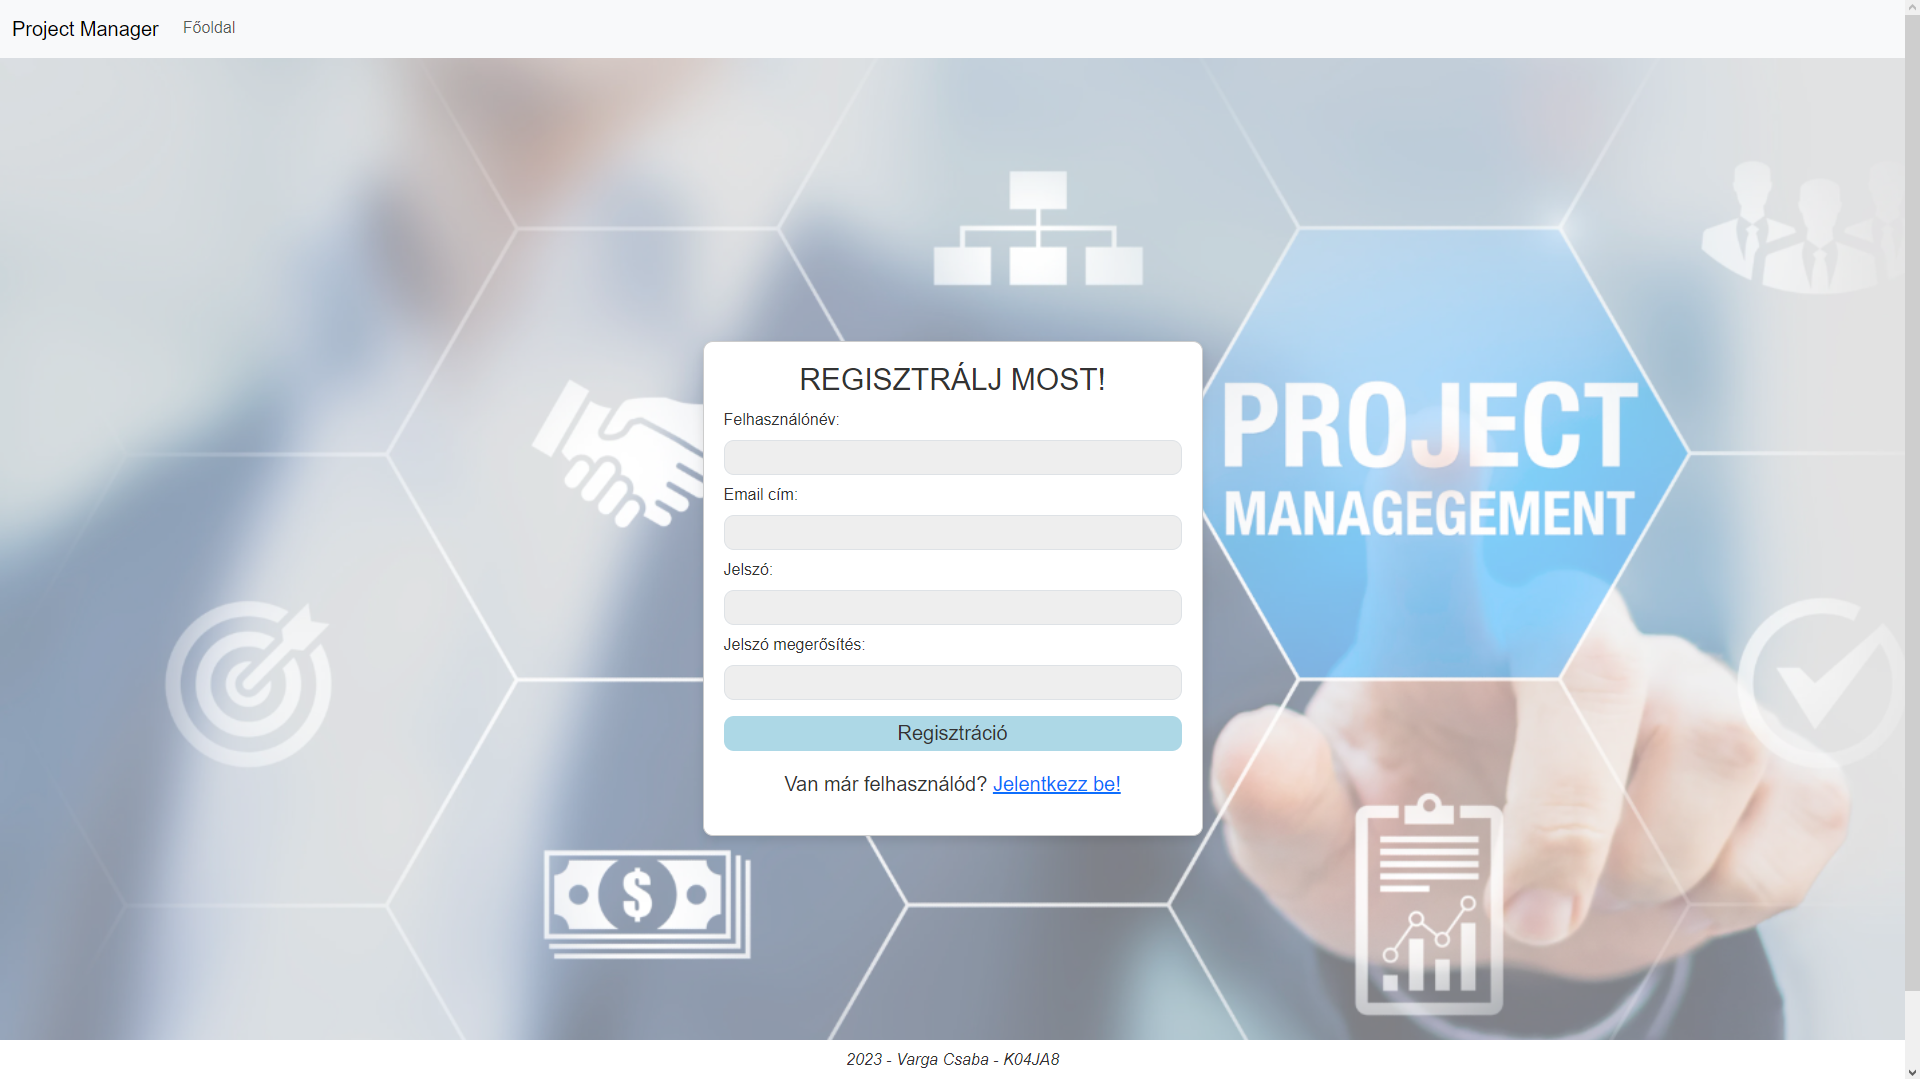 Project Manager Főoldal
PROJECT
MANAGEGEMENT
REGISZTRÁLJ MOST!
Felhasználónév:
Email cím:
Jelszó:
Jelszó megerősítés:
Regisztráció
Van már felhasználód? Jelentkezz be!
$
2023 - Varga Csaba - K04JA8